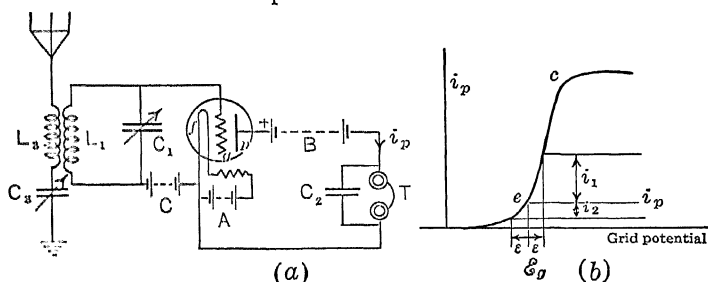 L₃
L₁
C₁
C₃
C
f
g
p
A
+
B
C₂
iₚ
T
(a)
iₚ
c
e
i₁
i₂
iₚ
Grid potential
ε ε
ℰg
(b)